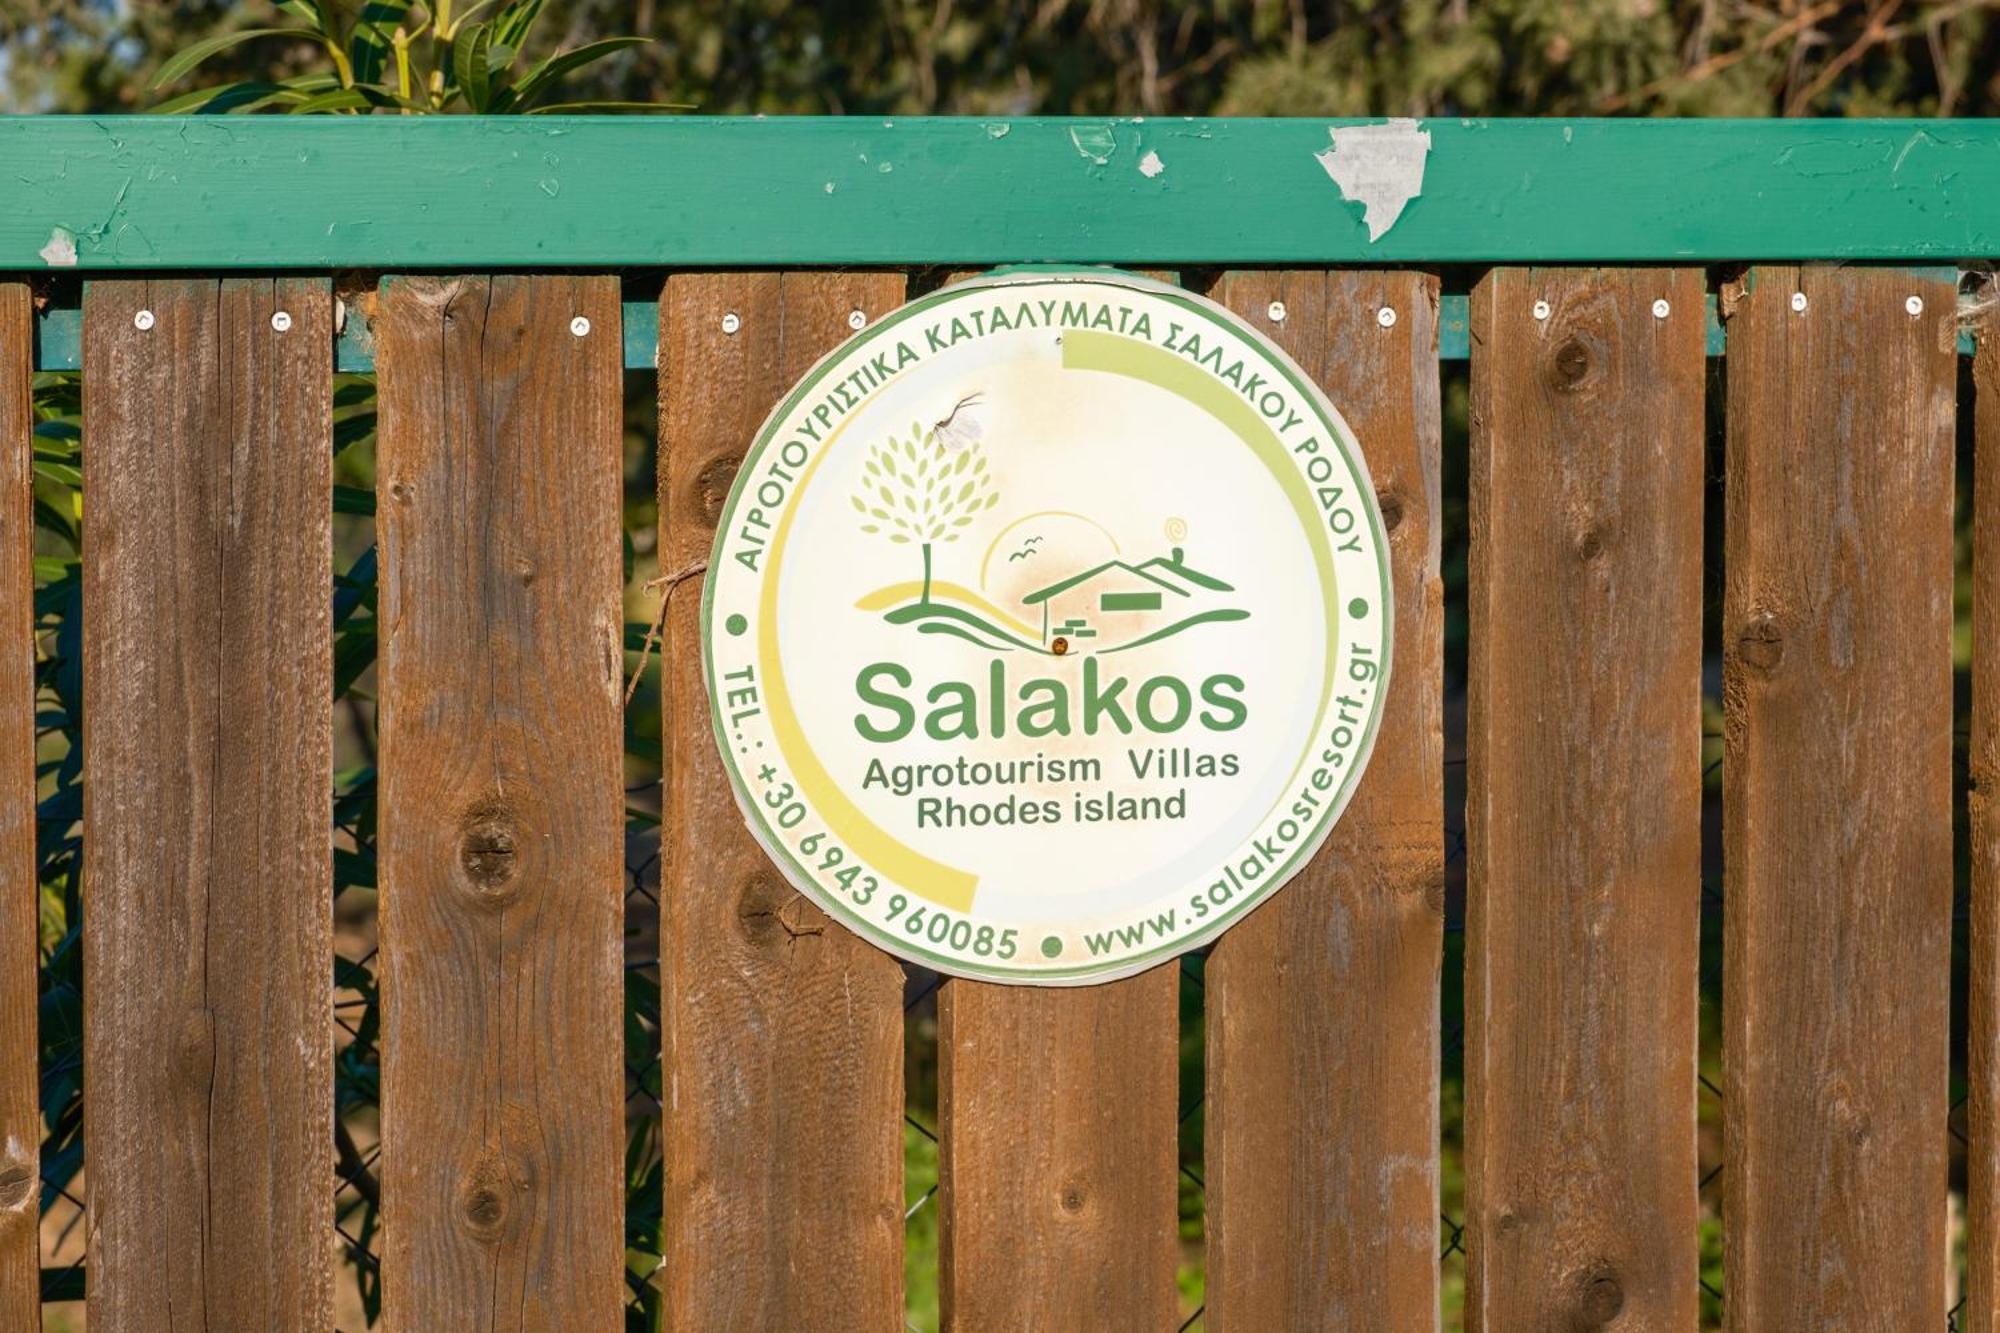 ΑΓΡΟΤΟΥΡΙΣΤΙΚΑ ΚΑΤΑΛΥΜΑΤΑ ΣΑΛΑΚΟΥ ΡΟΔΟΥ
Salakos
Agrotourism Villas
Rhodes island
TEL.: +30 6943 960085 • www.salakosresort.gr